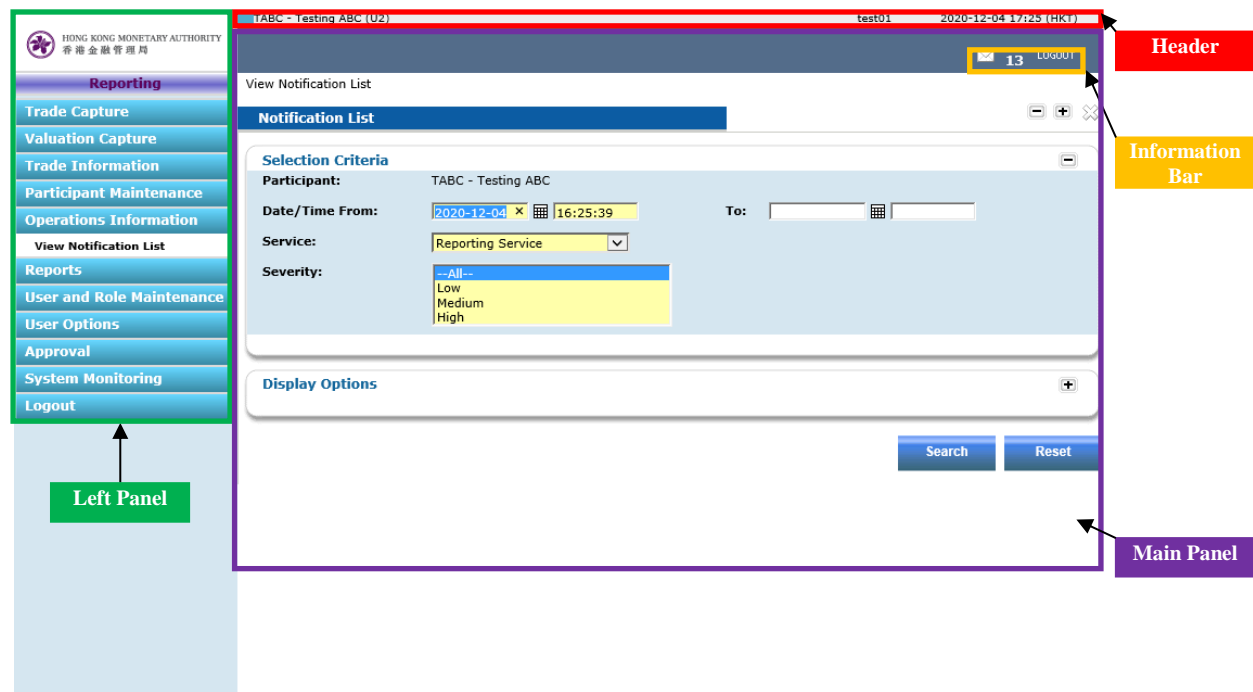 TABC - Testing ABC (U2) test01 2020-12-04 17:25 (HKT)
HONG KONG MONETARY AUTHORITY
香港金融管理局
Header
13 LOGOUT
Reporting
View Notification List
Trade Capture
Notification List
Valuation Capture
Information
Bar
Trade Information
Selection Criteria
Participant Maintenance
Participant: TABC - Testing ABC
Operations Information
Date/Time From: 2020-12-04 × 16:25:39 To:
View Notification List
Service: Reporting Service
Reports
Severity: --All--
Low
Medium
High
User and Role Maintenance
User Options
Approval
System Monitoring
Display Options
Logout
Search Reset
Left Panel
Main Panel